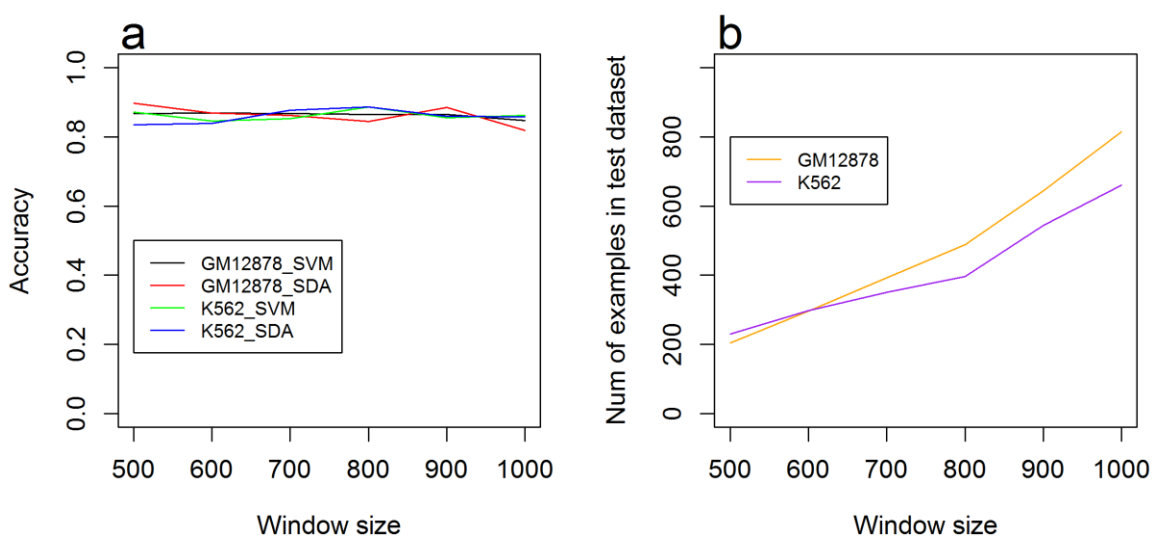 a
1.0
0.8
0.6
0.4
0.2
0.0
Accuracy
GM12878_SVM
GM12878_SDA
K562_SVM
K562_SDA
500 600 700 800 900 1000
Window size
b
800
600
400
200
0
Num of examples in test dataset
GM12878
K562
500 600 700 800 900 1000
Window size